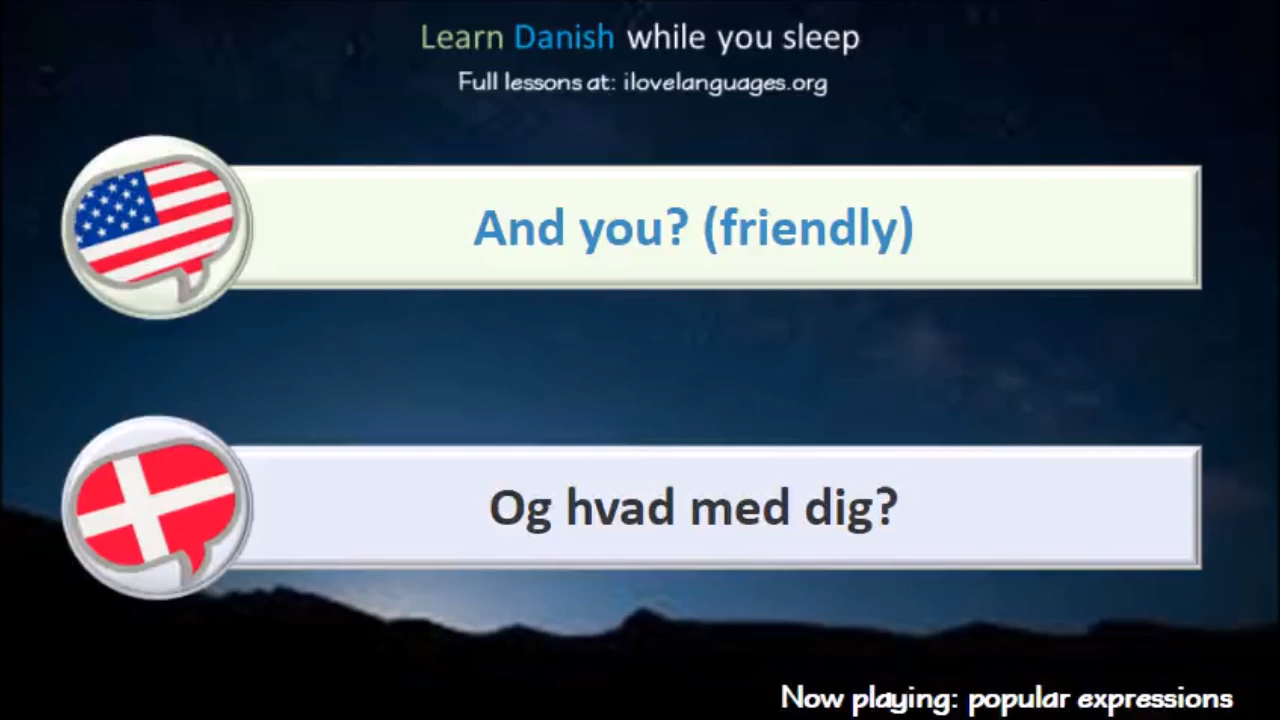 Learn Danish while you sleep
Full lessons at: ilovelanguages.org
And you? (friendly)
Og hvad med dig?
Now playing: popular expressions